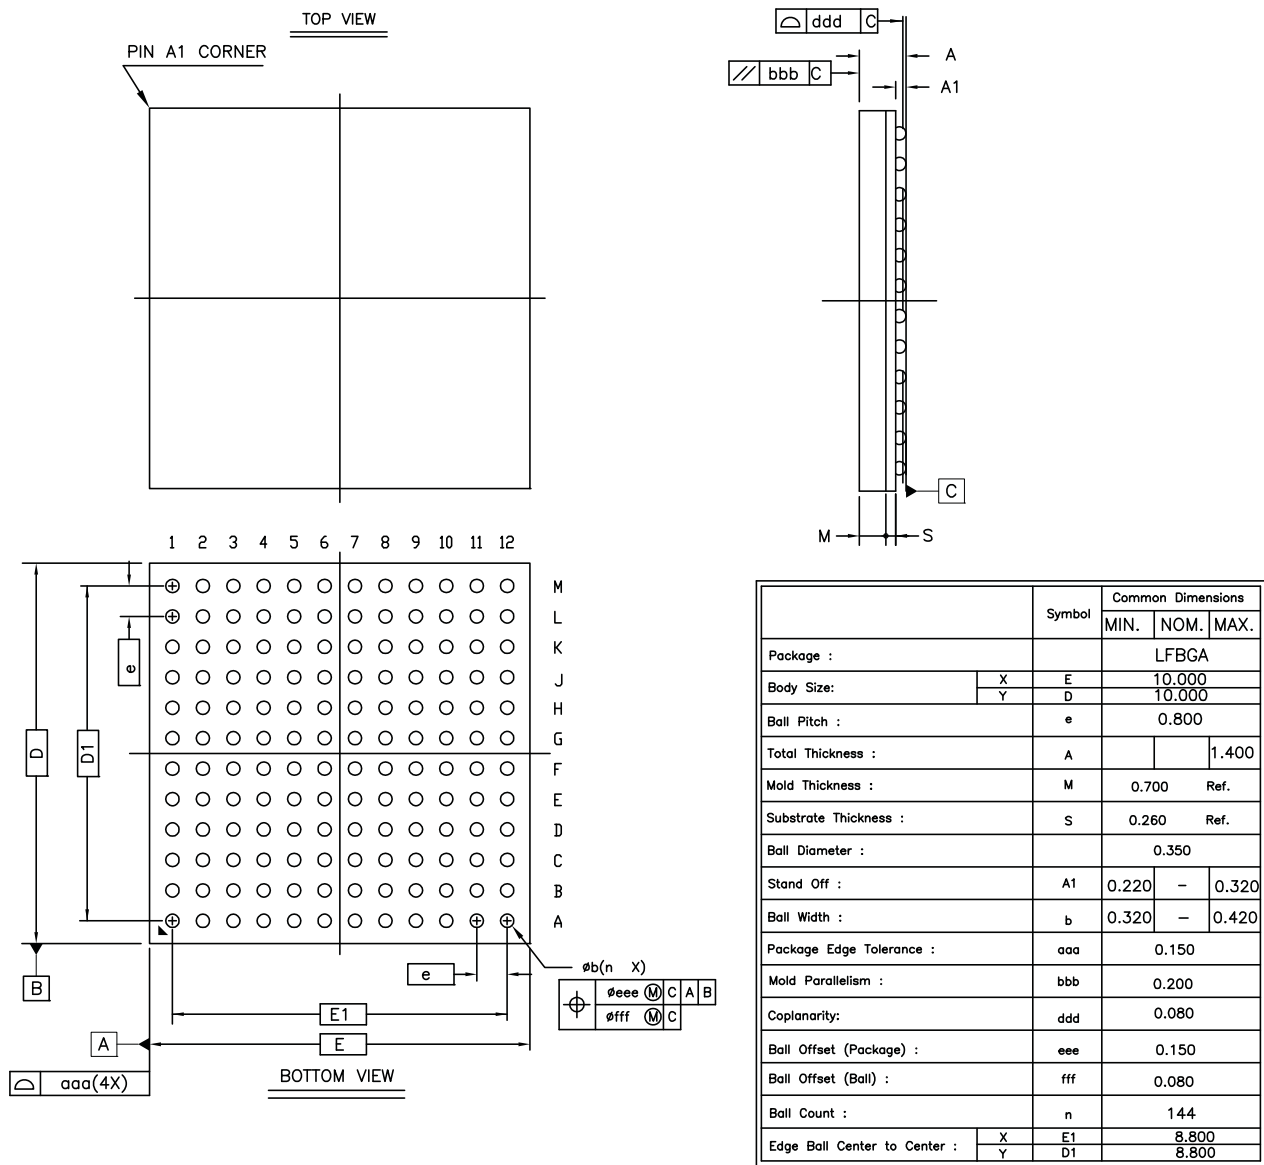 TOP VIEW
PIN A1 CORNER
⌓ ddd C
// bbb C
A
A1
C
M
S
1 2 3 4 5 6 7 8 9 10 11 12
M
L
K
J
H
G
F
E
D
C
B
A
e
D
D1
B
e
E1
A
E
⌓ aaa(4X)
øb(n X)
⌖ øeee Ⓜ C A B
øfff Ⓜ C
BOTTOM VIEW
Symbol Common Dimensions
MIN. NOM. MAX.
Package : LFBGA
Body Size: X E 10.000
Y D 10.000
Ball Pitch : e 0.800
Total Thickness : A 1.400
Mold Thickness : M 0.700 Ref.
Substrate Thickness : S 0.260 Ref.
Ball Diameter : 0.350
Stand Off : A1 0.220 – 0.320
Ball Width : b 0.320 – 0.420
Package Edge Tolerance : aaa 0.150
Mold Parallelism : bbb 0.200
Coplanarity: ddd 0.080
Ball Offset (Package) : eee 0.150
Ball Offset (Ball) : fff 0.080
Ball Count : n 144
Edge Ball Center to Center : X E1 8.800
Y D1 8.800